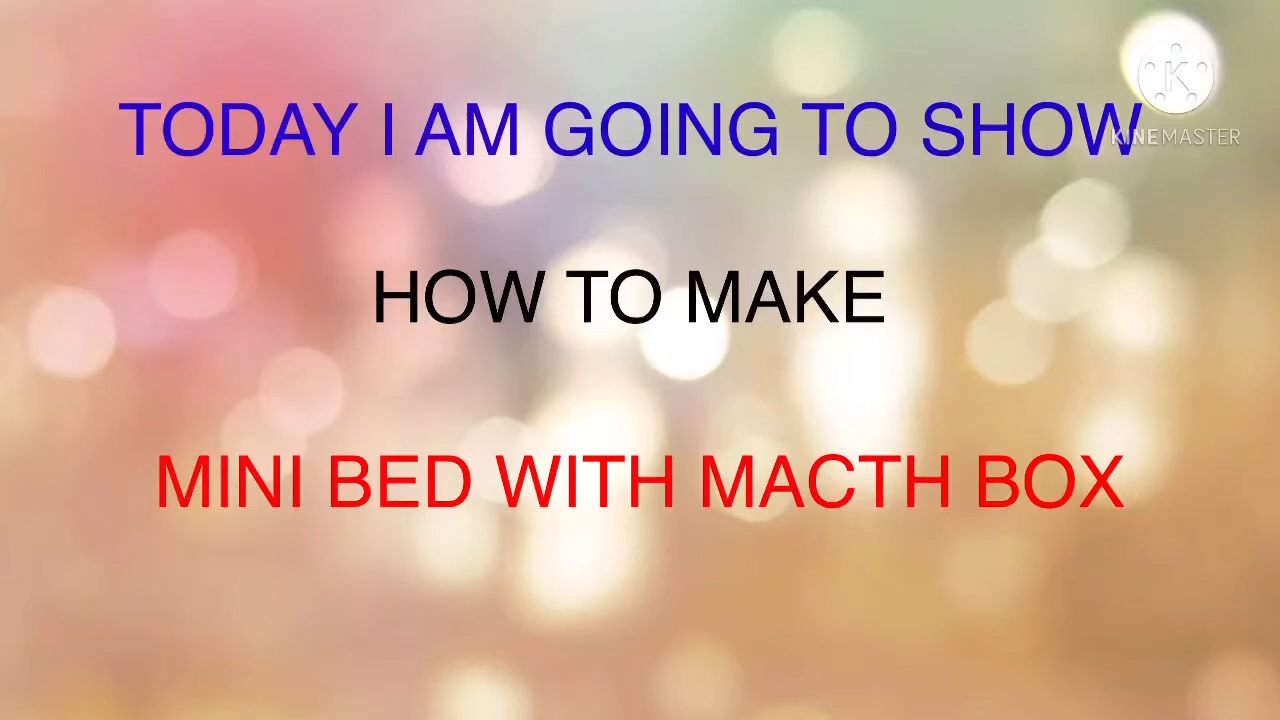 TODAY I AM GOING TO SHOW
KINEMASTER
HOW TO MAKE
MINI BED WITH MACTH BOX